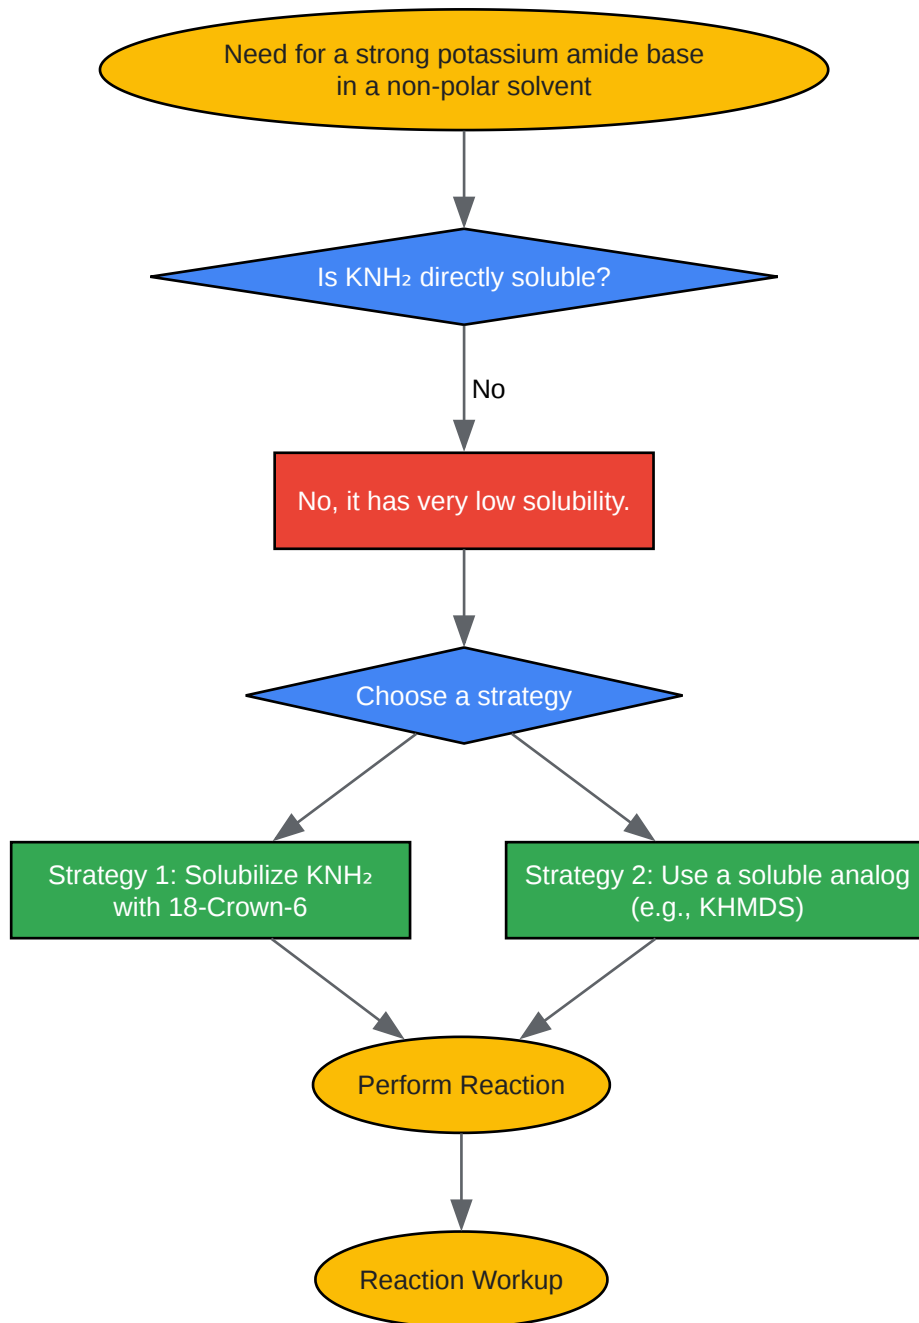 Need for a strong potassium amide base
in a non-polar solvent
Is KNH₂ directly soluble?
No
No, it has very low solubility.
Choose a strategy
Strategy 1: Solubilize KNH₂
with 18-Crown-6
Strategy 2: Use a soluble analog
(e.g., KHMDS)
Perform Reaction
Reaction Workup